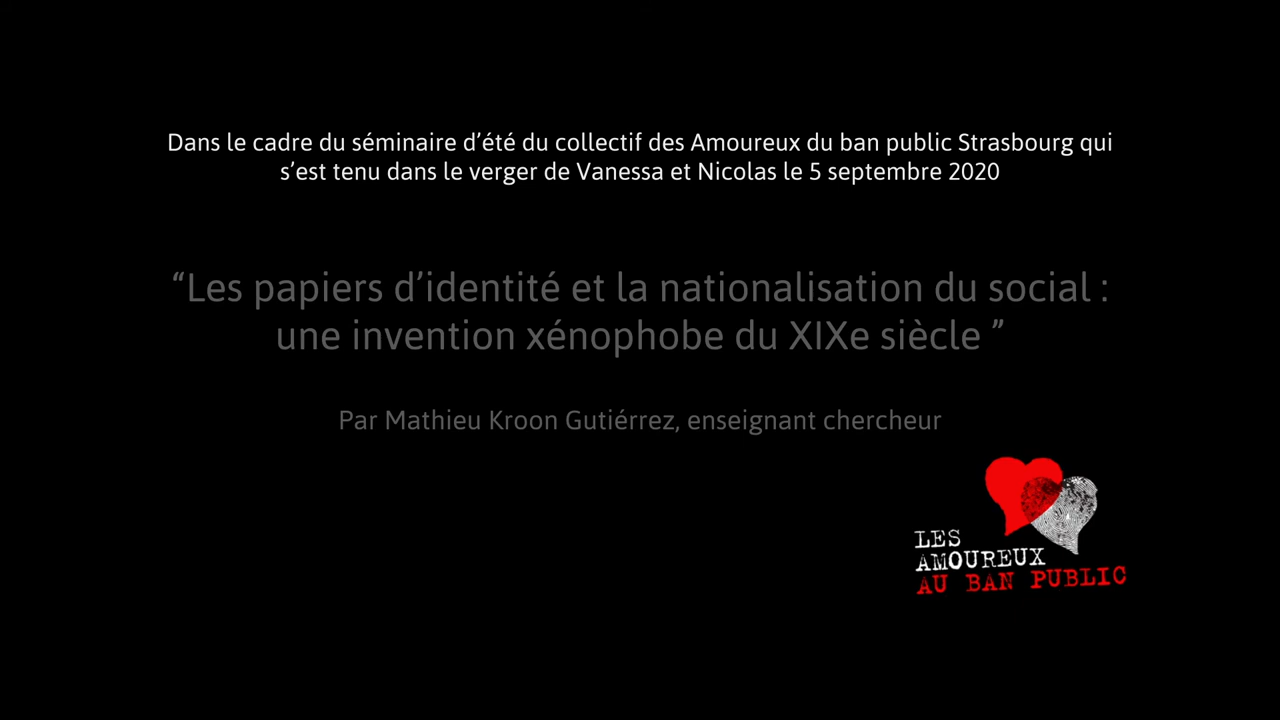 Dans le cadre du séminaire d’été du collectif des Amoureux du ban public Strasbourg qui
s’est tenu dans le verger de Vanessa et Nicolas le 5 septembre 2020
“Les papiers d’identité et la nationalisation du social :
une invention xénophobe du XIXe siècle ”
Par Mathieu Kroon Gutiérrez, enseignant chercheur
LES
AMOUREUX
AU BAN PUBLIC